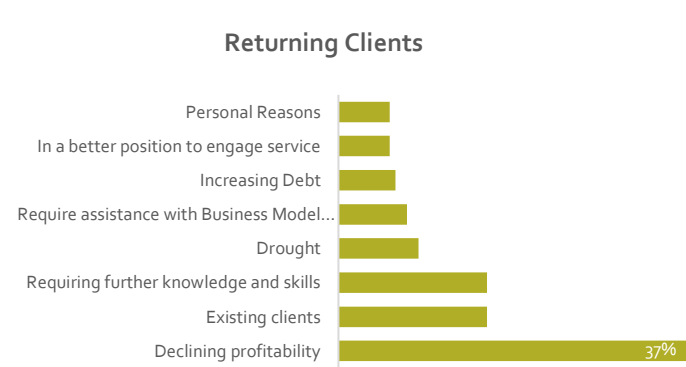 Returning Clients
Personal Reasons
In a better position to engage service
Increasing Debt
Require assistance with Business Model...
Drought
Requiring further knowledge and skills
Existing clients
Declining profitability
37%